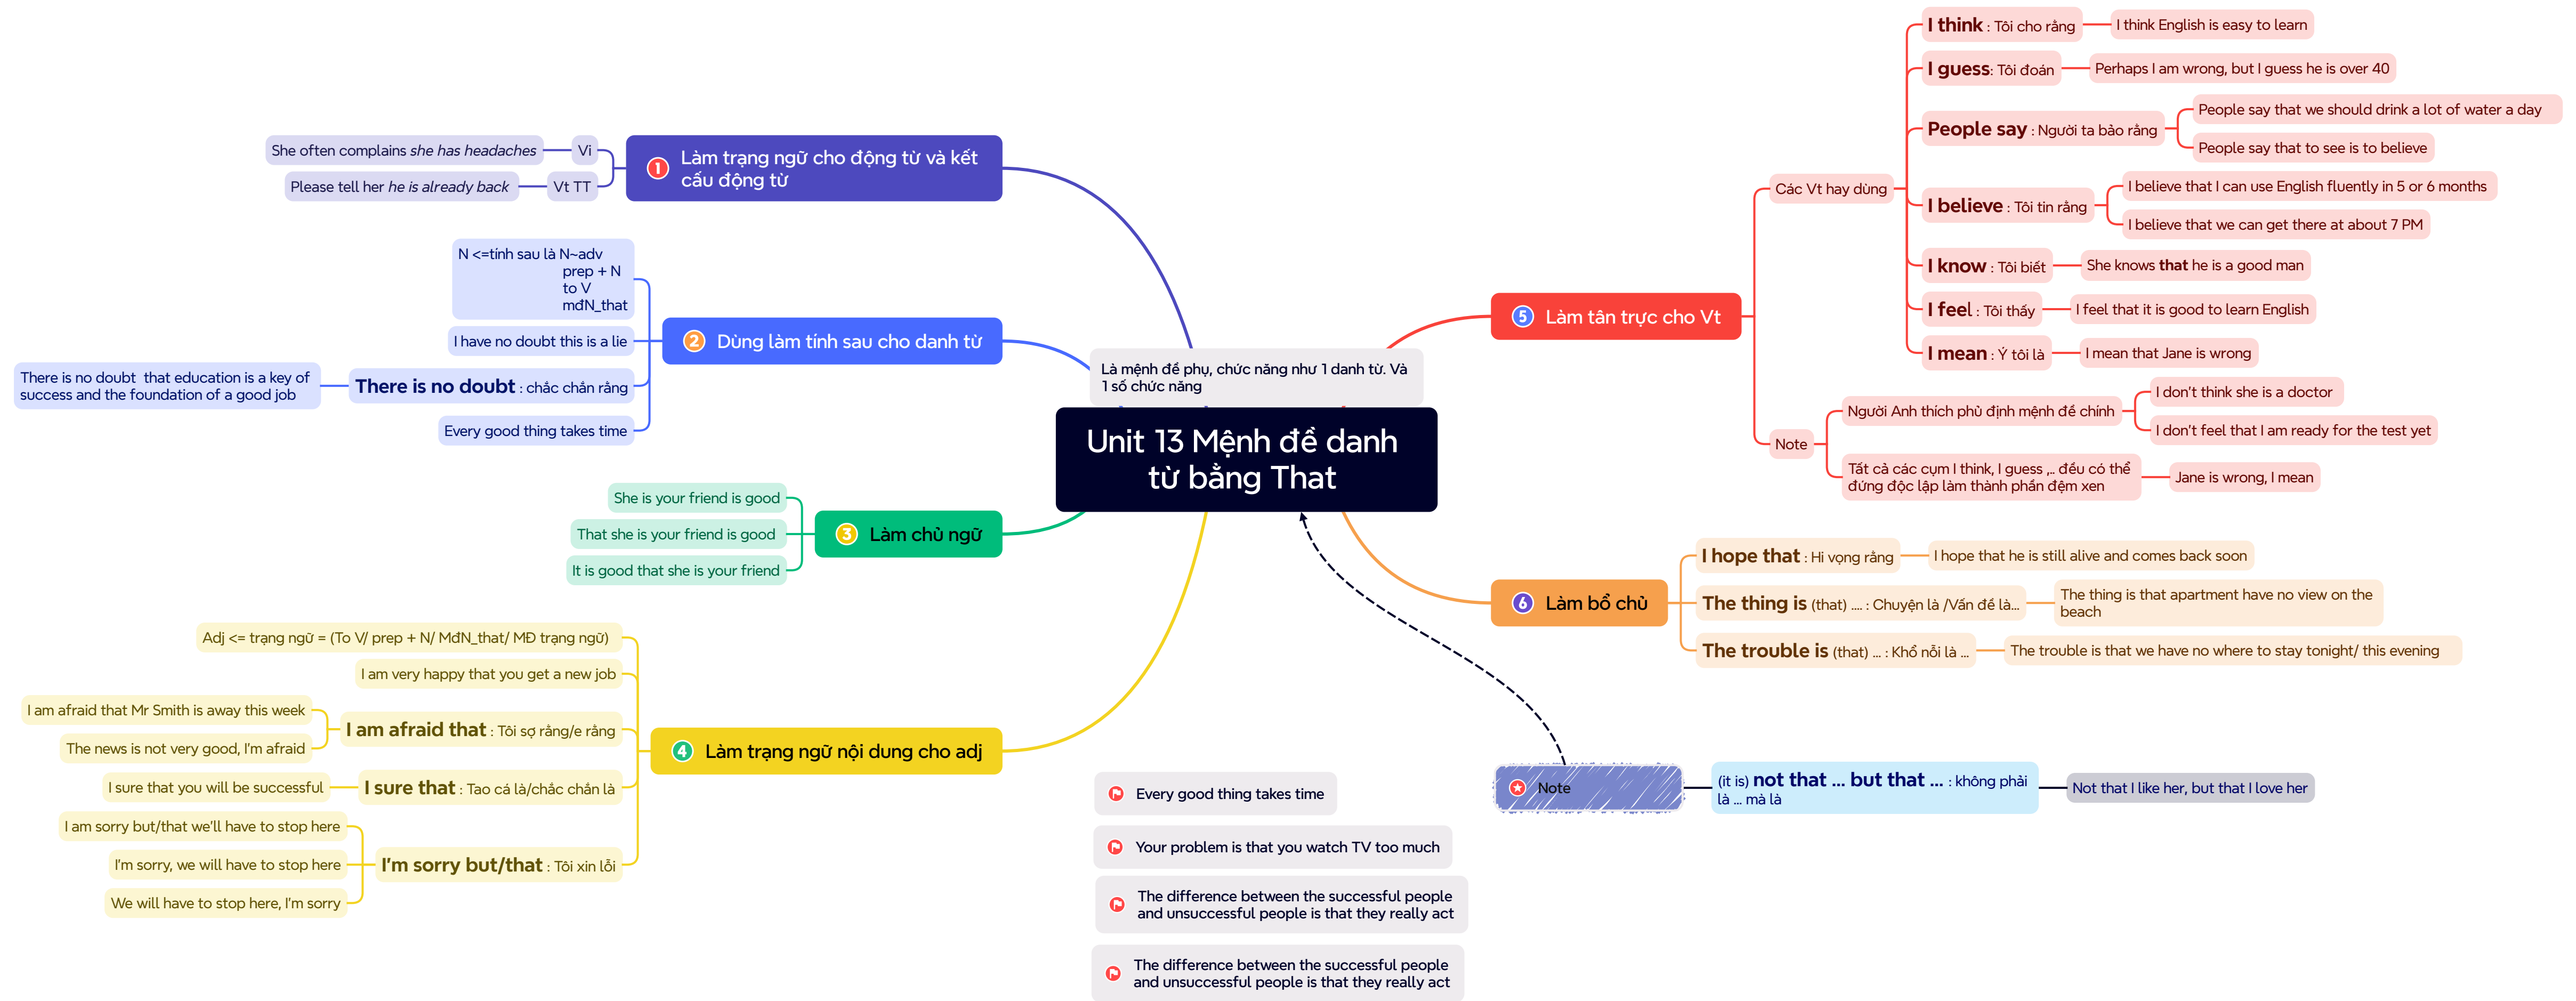 Unit 13 Mệnh đề danh
từ bằng That
Là mệnh đề phụ, chức năng như 1 danh từ. Và
1 số chức năng
1 Làm trạng ngữ cho động từ và kết
cấu động từ
Vi
She often complains she has headaches
Vt TT
Please tell her he is already back
2 Dùng làm tính sau cho danh từ
N <=tính sau là N~adv
prep + N
to V
mđN_that
I have no doubt this is a lie
There is no doubt : chắc chắn rằng
There is no doubt that education is a key of
success and the foundation of a good job
Every good thing takes time
3 Làm chủ ngữ
She is your friend is good
That she is your friend is good
It is good that she is your friend
4 Làm trạng ngữ nội dung cho adj
Adj <= trạng ngữ = (To V/ prep + N/ MđN_that/ MĐ trạng ngữ)
I am very happy that you get a new job
I am afraid that : Tôi sợ rằng/e rằng
I am afraid that Mr Smith is away this week
The news is not very good, I'm afraid
I sure that : Tao cá là/chắc chắn là
I sure that you will be successful
I'm sorry but/that : Tôi xin lỗi
I am sorry but/that we'll have to stop here
I'm sorry, we will have to stop here
We will have to stop here, I'm sorry
5 Làm tân trực cho Vt
Các Vt hay dùng
I think : Tôi cho rằng
I think English is easy to learn
I guess: Tôi đoán
Perhaps I am wrong, but I guess he is over 40
People say : Người ta bảo rằng
People say that we should drink a lot of water a day
People say that to see is to believe
I believe : Tôi tin rằng
I believe that I can use English fluently in 5 or 6 months
I believe that we can get there at about 7 PM
I know : Tôi biết
She knows that he is a good man
I feel : Tôi thấy
I feel that it is good to learn English
I mean : Ý tôi là
I mean that Jane is wrong
Note
Người Anh thích phủ định mệnh đề chính
I don't think she is a doctor
I don't feel that I am ready for the test yet
Tất cả các cụm I think, I guess ,.. đều có thể
đứng độc lập làm thành phần đệm xen
Jane is wrong, I mean
6 Làm bổ chủ
I hope that : Hi vọng rằng
I hope that he is still alive and comes back soon
The thing is (that) .... : Chuyện là /Vấn đề là...
The thing is that apartment have no view on the
beach
The trouble is (that) ... : Khổ nỗi là ...
The trouble is that we have no where to stay tonight/ this evening
Note
(it is) not that ... but that ... : không phải
là ... mà là
Not that I like her, but that I love her
Every good thing takes time
Your problem is that you watch TV too much
The difference between the successful people
and unsuccessful people is that they really act
The difference between the successful people
and unsuccessful people is that they really act